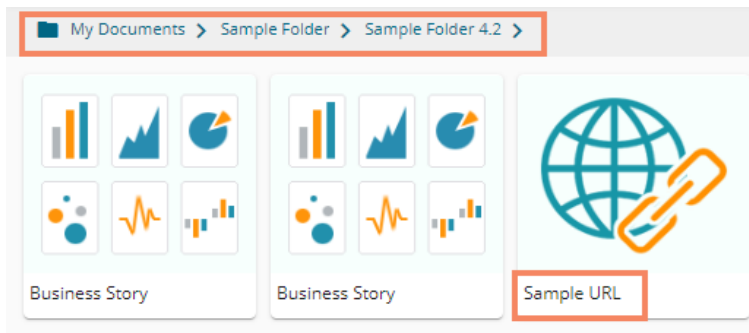 My Documents > Sample Folder > Sample Folder 4.2 >
Business Story
Business Story
Sample URL